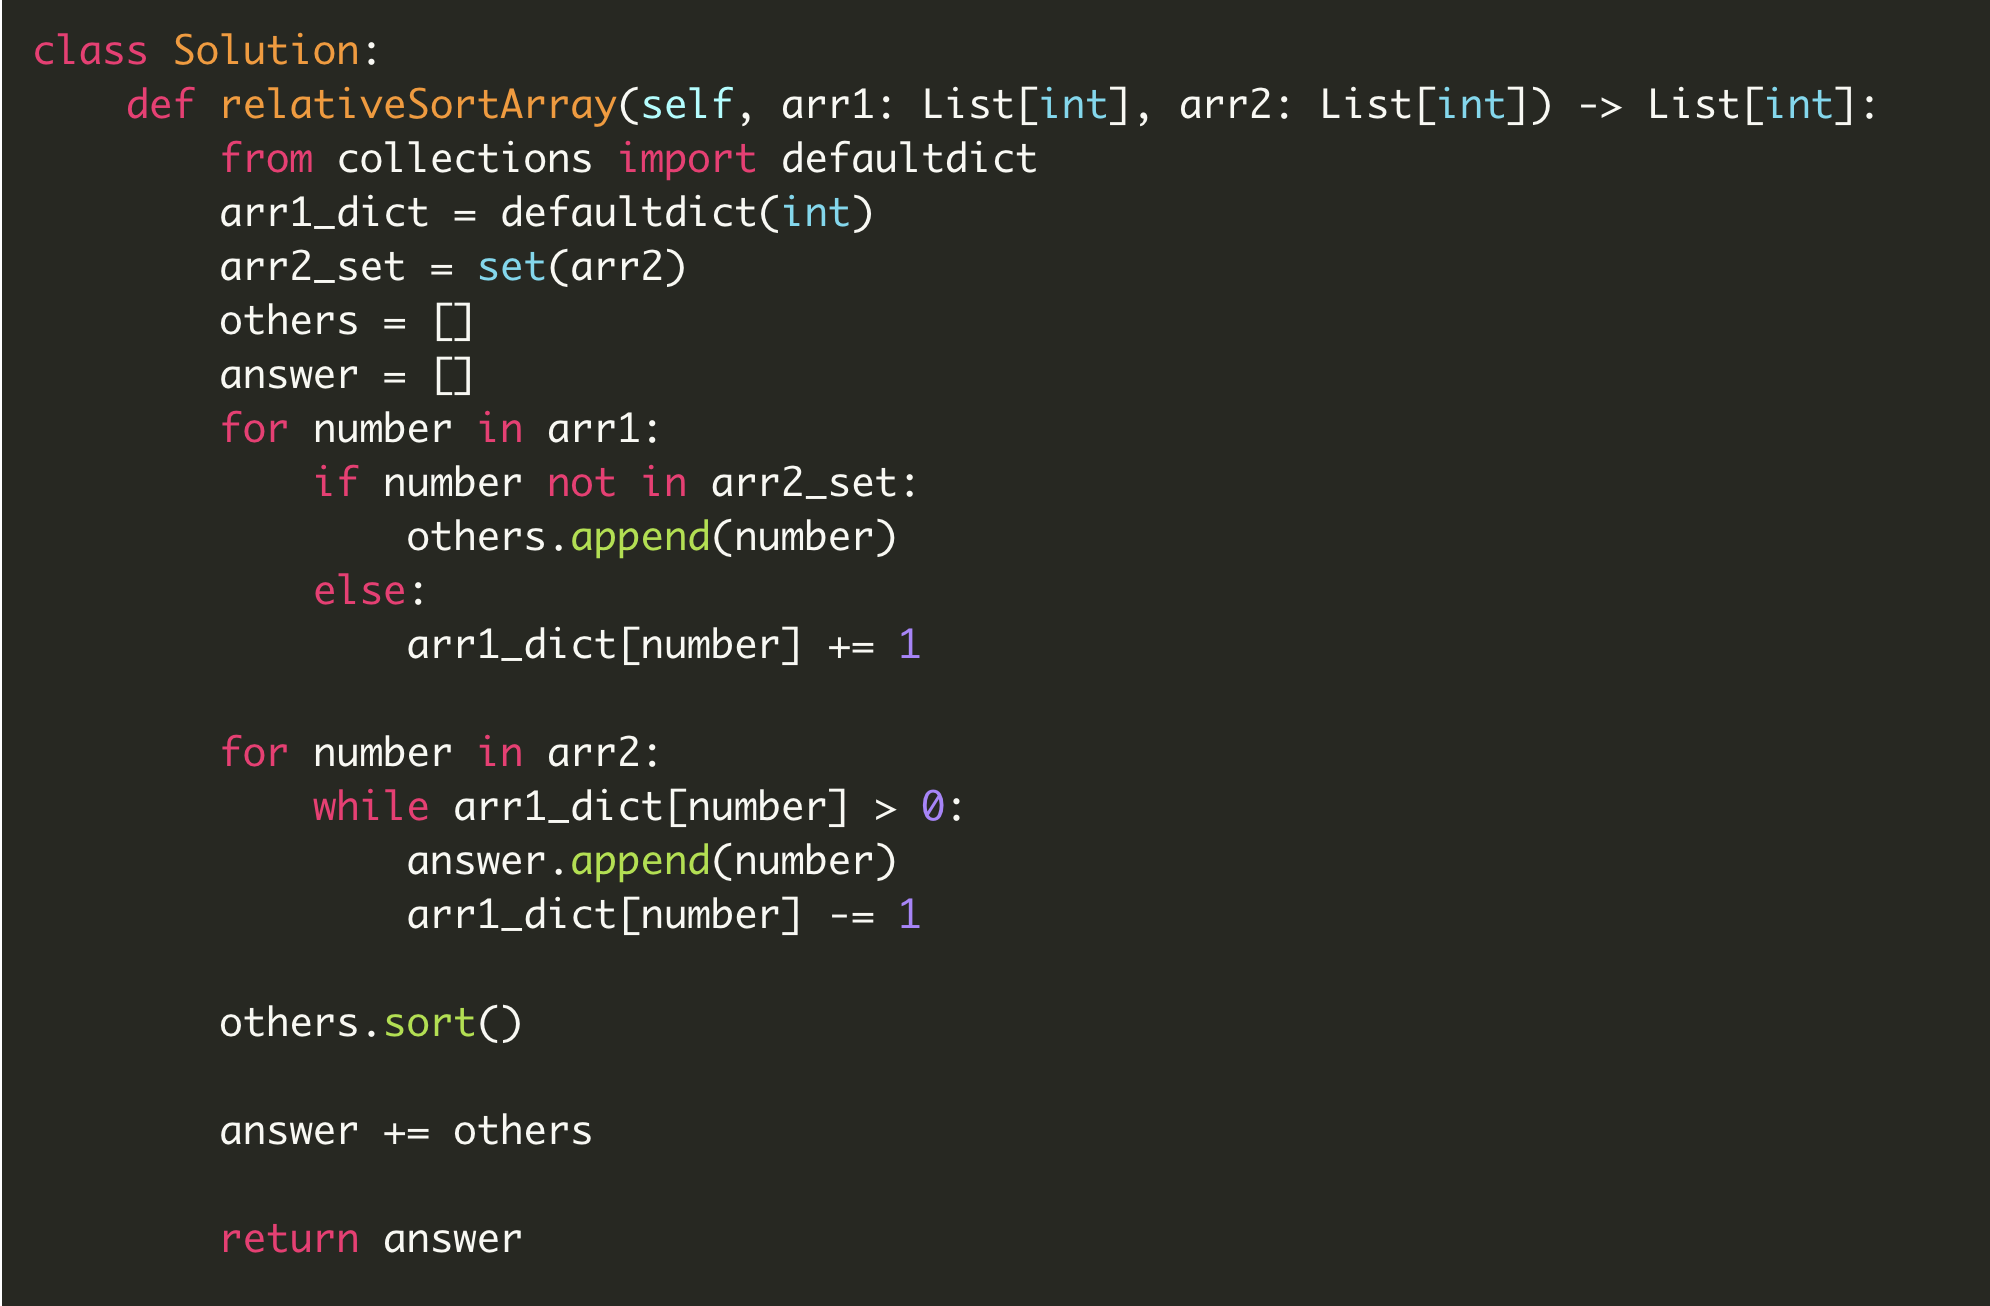 class Solution:
    def relativeSortArray(self, arr1: List[int], arr2: List[int]) -> List[int]:
        from collections import defaultdict
        arr1_dict = defaultdict(int)
        arr2_set = set(arr2)
        others = []
        answer = []
        for number in arr1:
            if number not in arr2_set:
                others.append(number)
            else:
                arr1_dict[number] += 1

        for number in arr2:
            while arr1_dict[number] > 0:
                answer.append(number)
                arr1_dict[number] -= 1

        others.sort()

        answer += others

        return answer